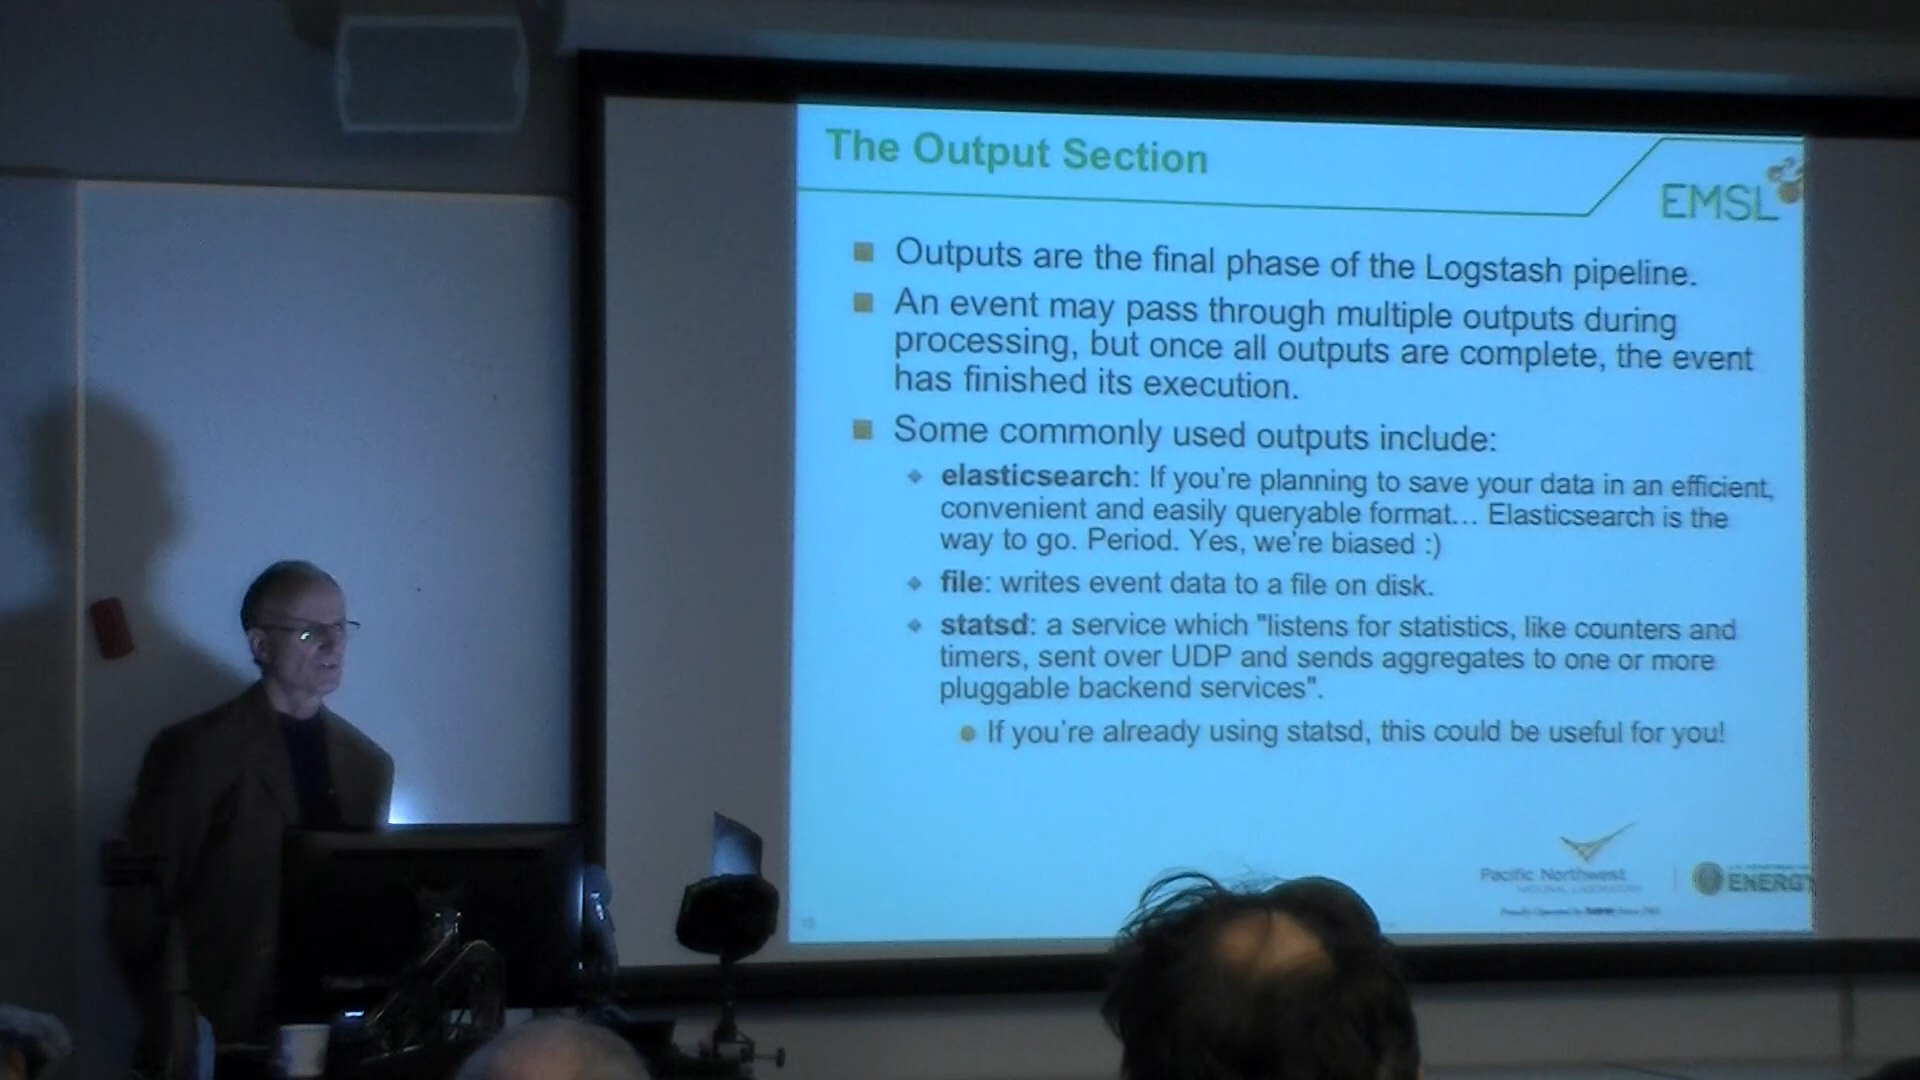 The Output Section
EMSL
Outputs are the final phase of the Logstash pipeline.
An event may pass through multiple outputs during
processing, but once all outputs are complete, the event
has finished its execution.
Some commonly used outputs include:
elasticsearch: If you're planning to save your data in an efficient,
convenient and easily queryable format... Elasticsearch is the
way to go. Period. Yes, we're biased :)
file: writes event data to a file on disk.
statsd: a service which "listens for statistics, like counters and
timers, sent over UDP and sends aggregates to one or more
pluggable backend services".
If you're already using statsd, this could be useful for you!
Pacific Northwest
NATIONAL LABORATORY
ENERGY